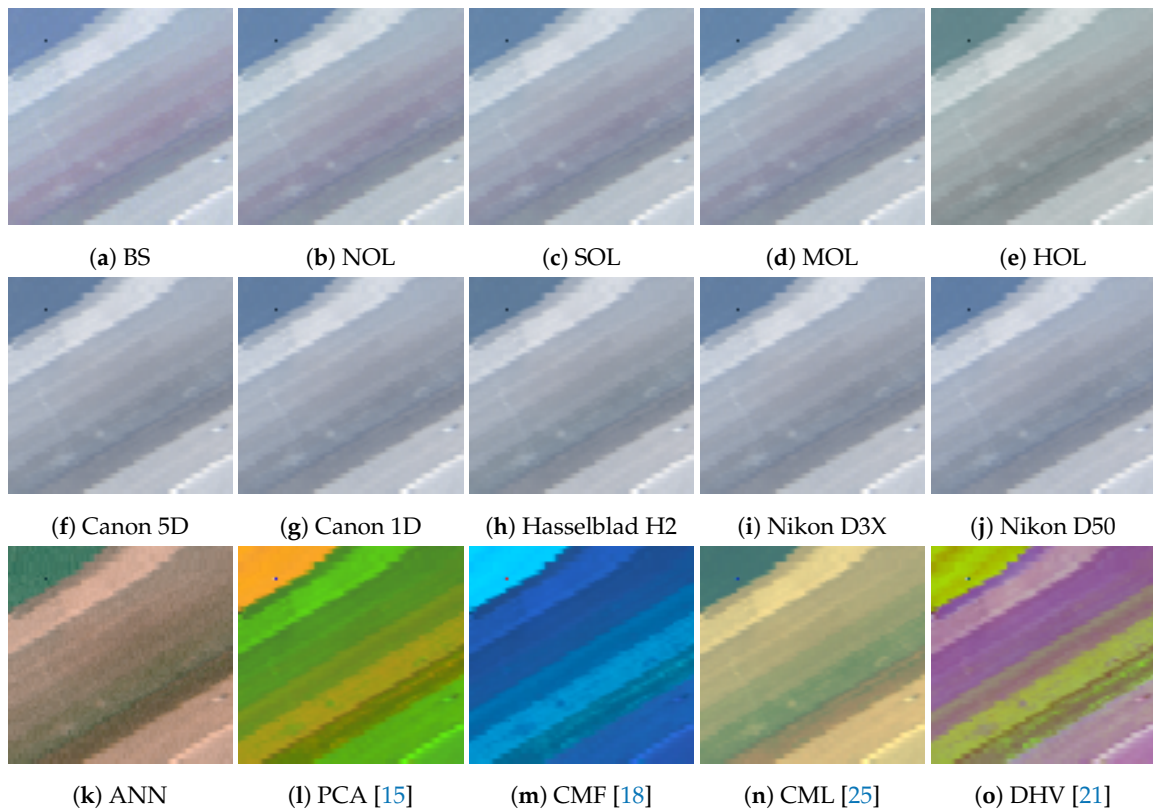 (a) BS (b) NOL (c) SOL (d) MOL (e) HOL
(f) Canon 5D (g) Canon 1D (h) Hasselblad H2 (i) Nikon D3X (j) Nikon D50
(k) ANN (l) PCA [15] (m) CMF [18] (n) CML [25] (o) DHV [21]